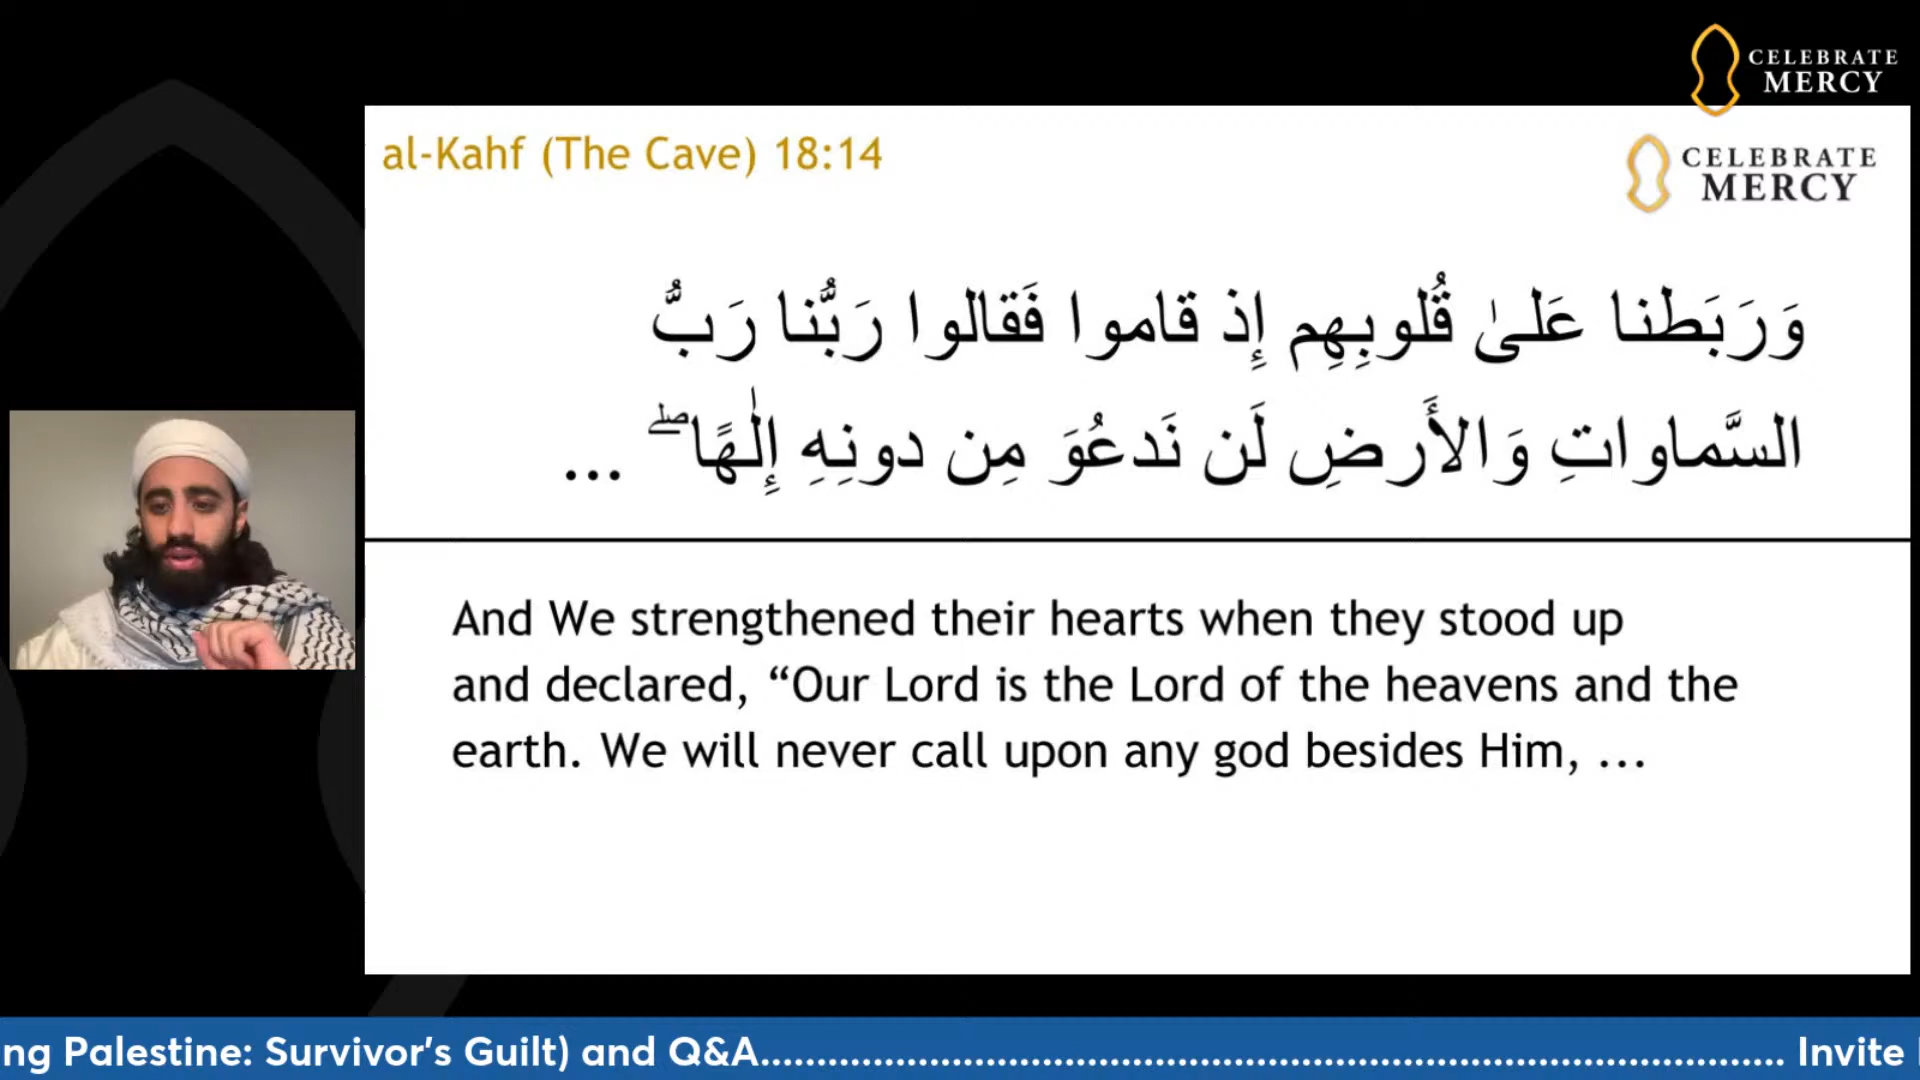 CELEBRATE
MERCY
al-Kahf (The Cave) 18:14
CELEBRATE
MERCY
وَرَبَطنا عَلىٰ قُلوبِهِم إِذ قاموا فَقالوا رَبُّنا رَبُّ
السَّماواتِ وَالأَرضِ لَن نَدعُوَ مِن دونِهِ إِلٰهًا ۖ ...
And We strengthened their hearts when they stood up
and declared, “Our Lord is the Lord of the heavens and the
earth. We will never call upon any god besides Him, ...
ng Palestine: Survivor's Guilt) and Q&A.......................................................................................... Invite